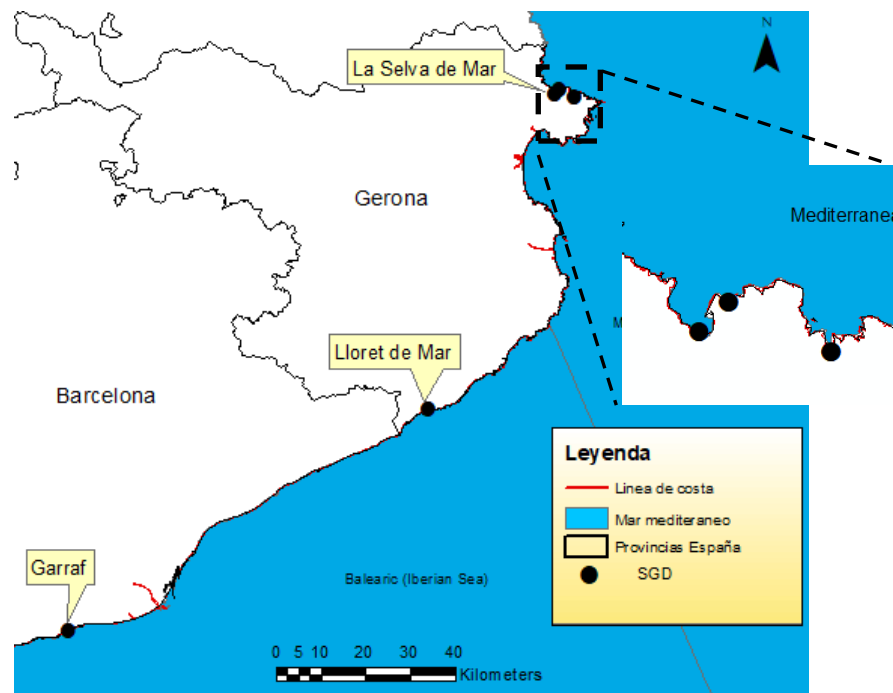 N
La Selva de Mar
Gerona
Mediterranea
M
Lloret de Mar
Barcelona
Leyenda
Linea de costa
Mar mediteraneo
Provincias España
SGD
Garraf
Balearic (Iberian Sea)
0 5 10 20 30 40
Kilometers